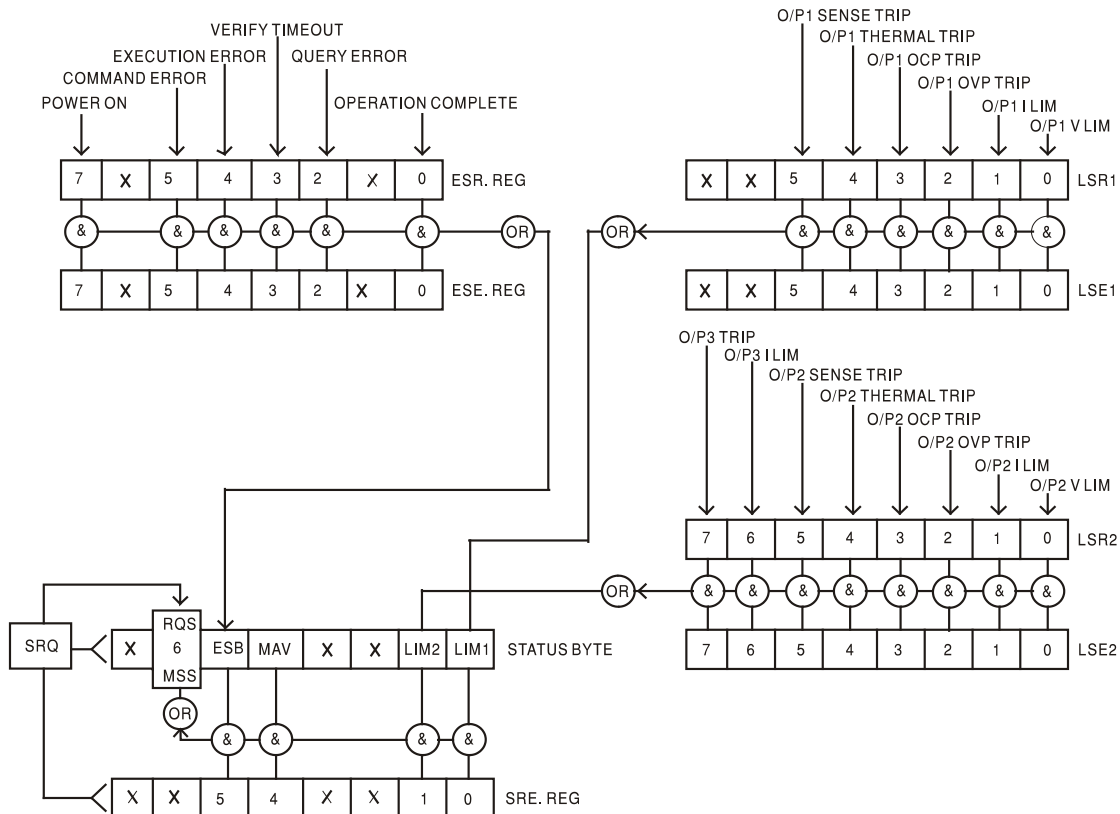 VERIFY TIMEOUT
EXECUTION ERROR
QUERY ERROR
COMMAND ERROR
POWER ON
OPERATION COMPLETE
7 X 5 4 3 2 X 0 ESR. REG
& & & & & & OR
7 X 5 4 3 2 X 0 ESE. REG
O/P1 SENSE TRIP
O/P1 THERMAL TRIP
O/P1 OCP TRIP
O/P1 OVP TRIP
O/P1 I LIM
O/P1 V LIM
X X 5 4 3 2 1 0 LSR1
OR & & & & & &
X X 5 4 3 2 1 0 LSE1
O/P3 TRIP
O/P3 I LIM
O/P2 SENSE TRIP
O/P2 THERMAL TRIP
O/P2 OCP TRIP
O/P2 OVP TRIP
O/P2 I LIM
O/P2 V LIM
7 6 5 4 3 2 1 0 LSR2
OR & & & & & & & &
7 6 5 4 3 2 1 0 LSE2
SRQ
X RQS 6 MSS ESB MAV X X LIM2 LIM1 STATUS BYTE
OR
& & & &
X X 5 4 X X 1 0 SRE. REG